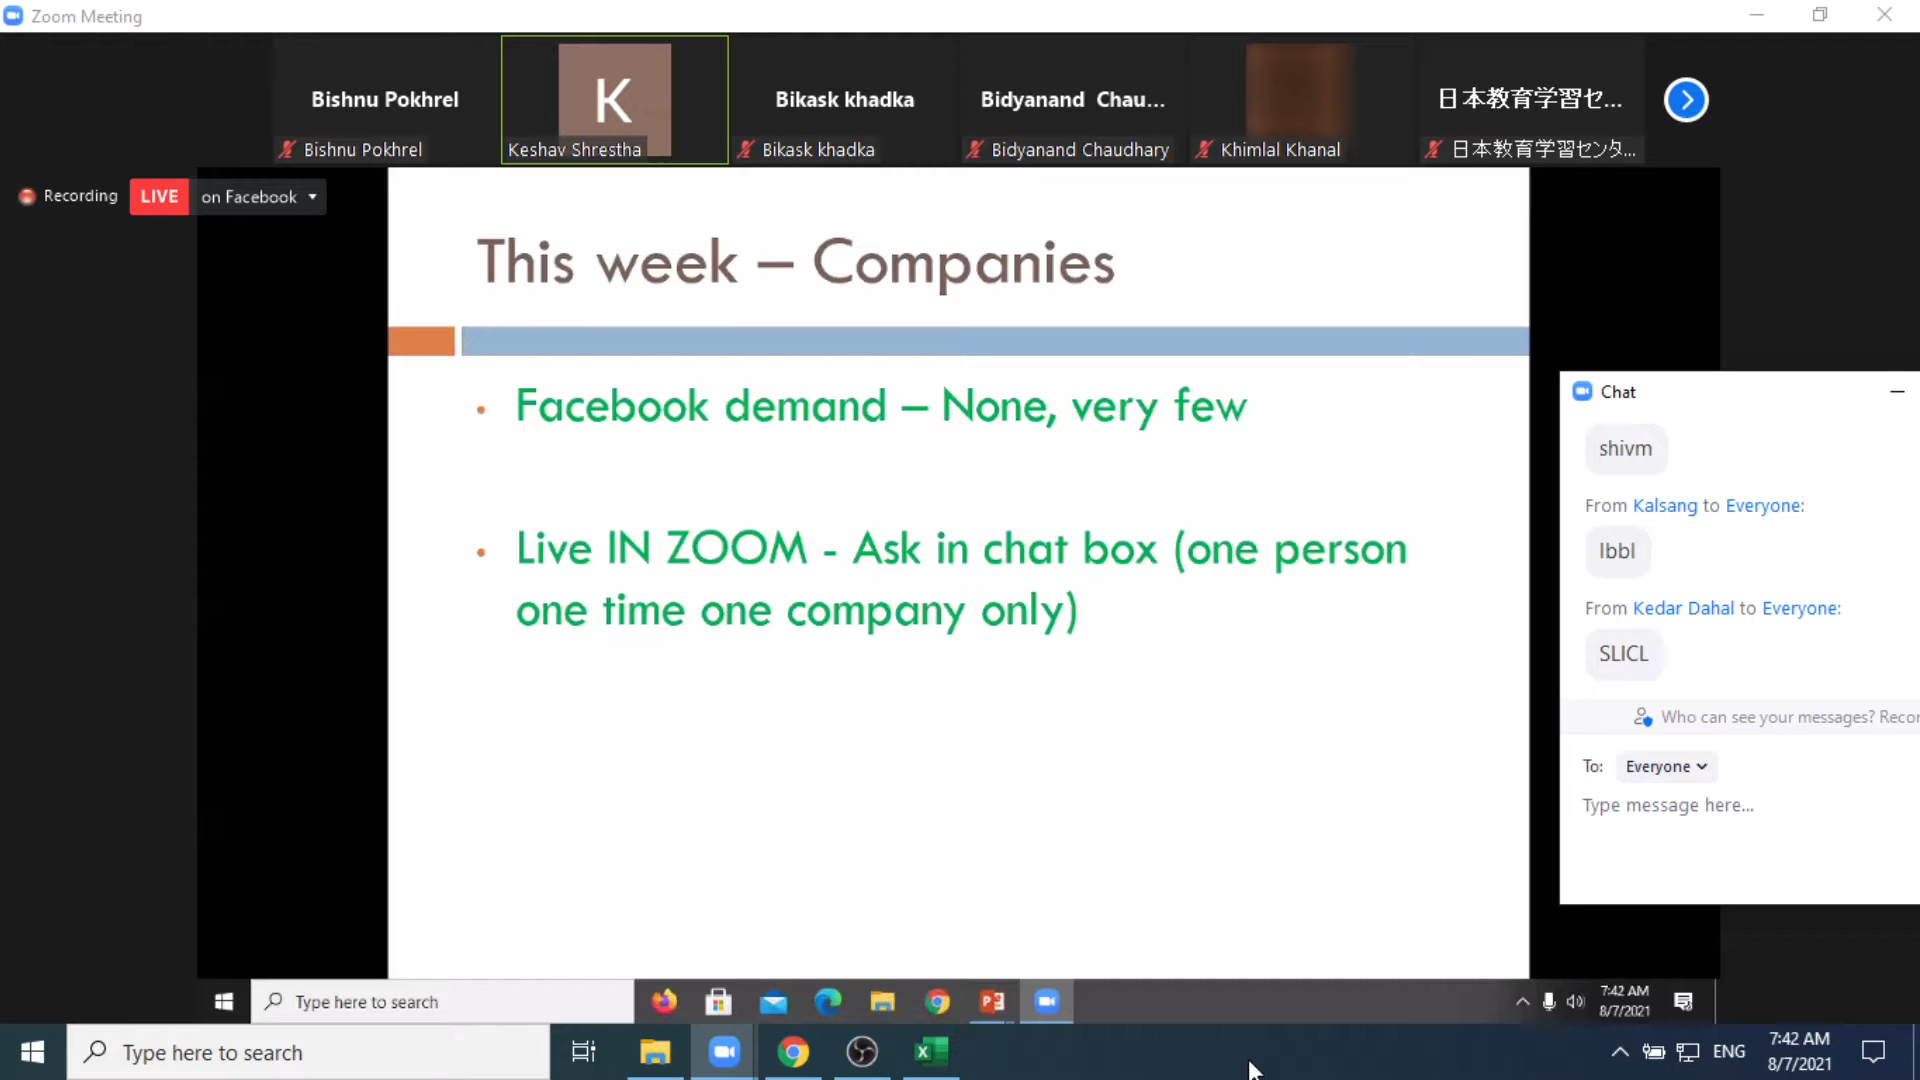 Zoom Meeting
Bishnu Pokhrel
K
Bikask khadka
Bidyanand Chau...
日本教育学習セ...
Bishnu Pokhrel
Keshav Shrestha
Bikask khadka
Bidyanand Chaudhary
Khimlal Khanal
日本教育学習センタ...
Recording
LIVE
on Facebook
This week – Companies
• Facebook demand – None, very few
• Live IN ZOOM - Ask in chat box (one person
one time one company only)
Chat
shivm
From Kalsang to Everyone:
lbbl
From Kedar Dahal to Everyone:
SLICL
Who can see your messages? Recor
To: Everyone
Type message here...
Type here to search
7:42 AM
8/7/2021
Type here to search
ENG
7:42 AM
8/7/2021